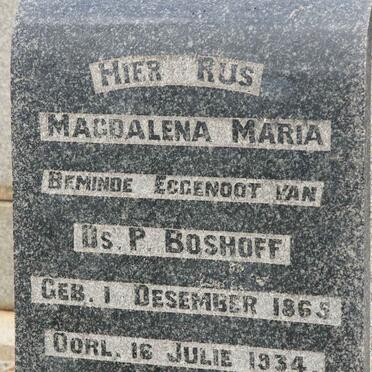 HIER RUS
MAGDALENA MARIA
BEMINDE EGGENOOT VAN
DS. P. BOSHOFF
GEB. 1 DESEMBER 1865
OORL. 16 JULIE 1934.